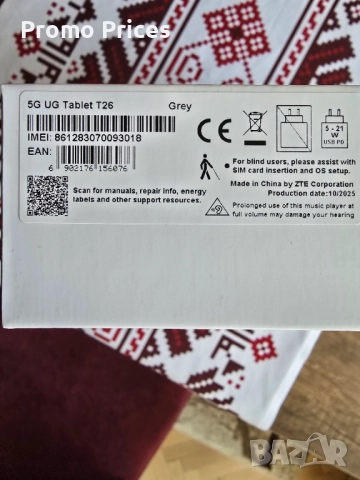 Promo Prices
5G UG Tablet T26 Grey
IMEI: 861283070093018
EAN:
6 902176 156076
5 - 21
W
USB PD
For blind users, please assist with
SIM card insertion and OS setup.
Scan for manuals, repair info, energy
labels and other support resources.
Made in China by ZTE Corporation
Production date:10/2025
Prolonged use of this music player at
full volume may damage your hearing
BAZAR
bg